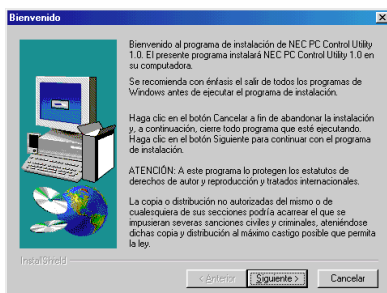 Bienvenido
Bienvenido al programa de instalación de NEC PC Control Utility
1.0. El presente programa instalará NEC PC Control Utility 1.0 en
su computadora.
Se recomienda con énfasis el salir de todos los programas de
Windows antes de ejecutar el programa de instalación.
Haga clic en el botón Cancelar a fin de abandonar la instalación
y, a continuación, cierre todo programa que esté ejecutando.
Haga clic en el botón Siguiente para continuar con el programa
de instalación.
ATENCIÓN: A este programa lo protegen los estatutos de
derechos de autor y reproducción y tratados internacionales.
La copia o distribución no autorizadas del mismo o de
cualesquiera de sus secciones podría acarrear el que se
impusieran severas sanciones civiles y criminales, ateniéndose
dichas copia y distribución al máximo castigo posible que permita
la ley.
InstallShield
< Anterior
Siguiente >
Cancelar